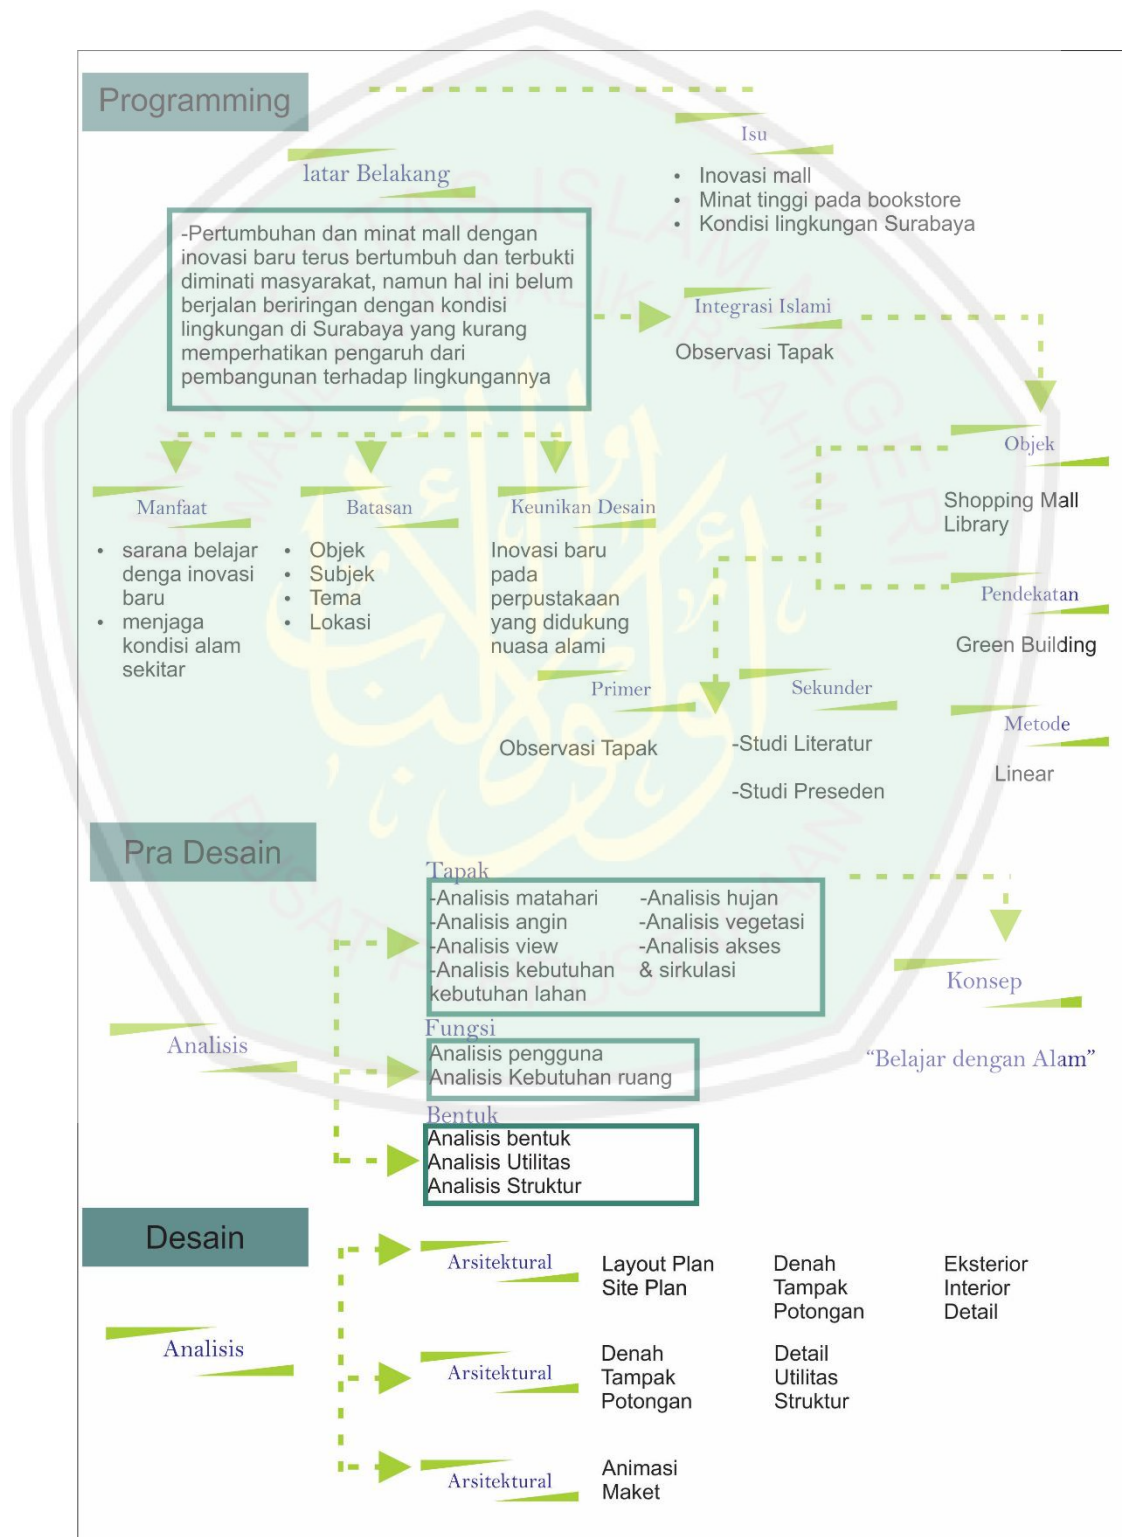 Programming
Isu
• Inovasi mall
• Minat tinggi pada bookstore
• Kondisi lingkungan Surabaya
latar Belakang
-Pertumbuhan dan minat mall dengan
inovasi baru terus bertumbuh dan terbukti
diminati masyarakat, namun hal ini belum
berjalan beriringan dengan kondisi
lingkungan di Surabaya yang kurang
memperhatikan pengaruh dari
pembangunan terhadap lingkungannya
Integrasi Islami
Observasi Tapak
Objek
Shopping Mall
Library
Manfaat
• sarana belajar
denga inovasi
baru
• menjaga
kondisi alam
sekitar
Batasan
• Objek
• Subjek
• Tema
• Lokasi
Keunikan Desain
Inovasi baru
pada
perpustakaan
yang didukung
nuasa alami
Pendekatan
Green Building
Primer
Observasi Tapak
Sekunder
-Studi Literatur
-Studi Preseden
Metode
Linear
Pra Desain
Analisis
Tapak
-Analisis matahari
-Analisis angin
-Analisis view
-Analisis kebutuhan
kebutuhan lahan
-Analisis hujan
-Analisis vegetasi
-Analisis akses
& sirkulasi
Fungsi
Analisis pengguna
Analisis Kebutuhan ruang
Bentuk
Analisis bentuk
Analisis Utilitas
Analisis Struktur
Konsep
“Belajar dengan Alam”
Desain
Analisis
Arsitektural
Layout Plan
Site Plan
Denah
Tampak
Potongan
Eksterior
Interior
Detail
Arsitektural
Denah
Tampak
Potongan
Detail
Utilitas
Struktur
Arsitektural
Animasi
Maket